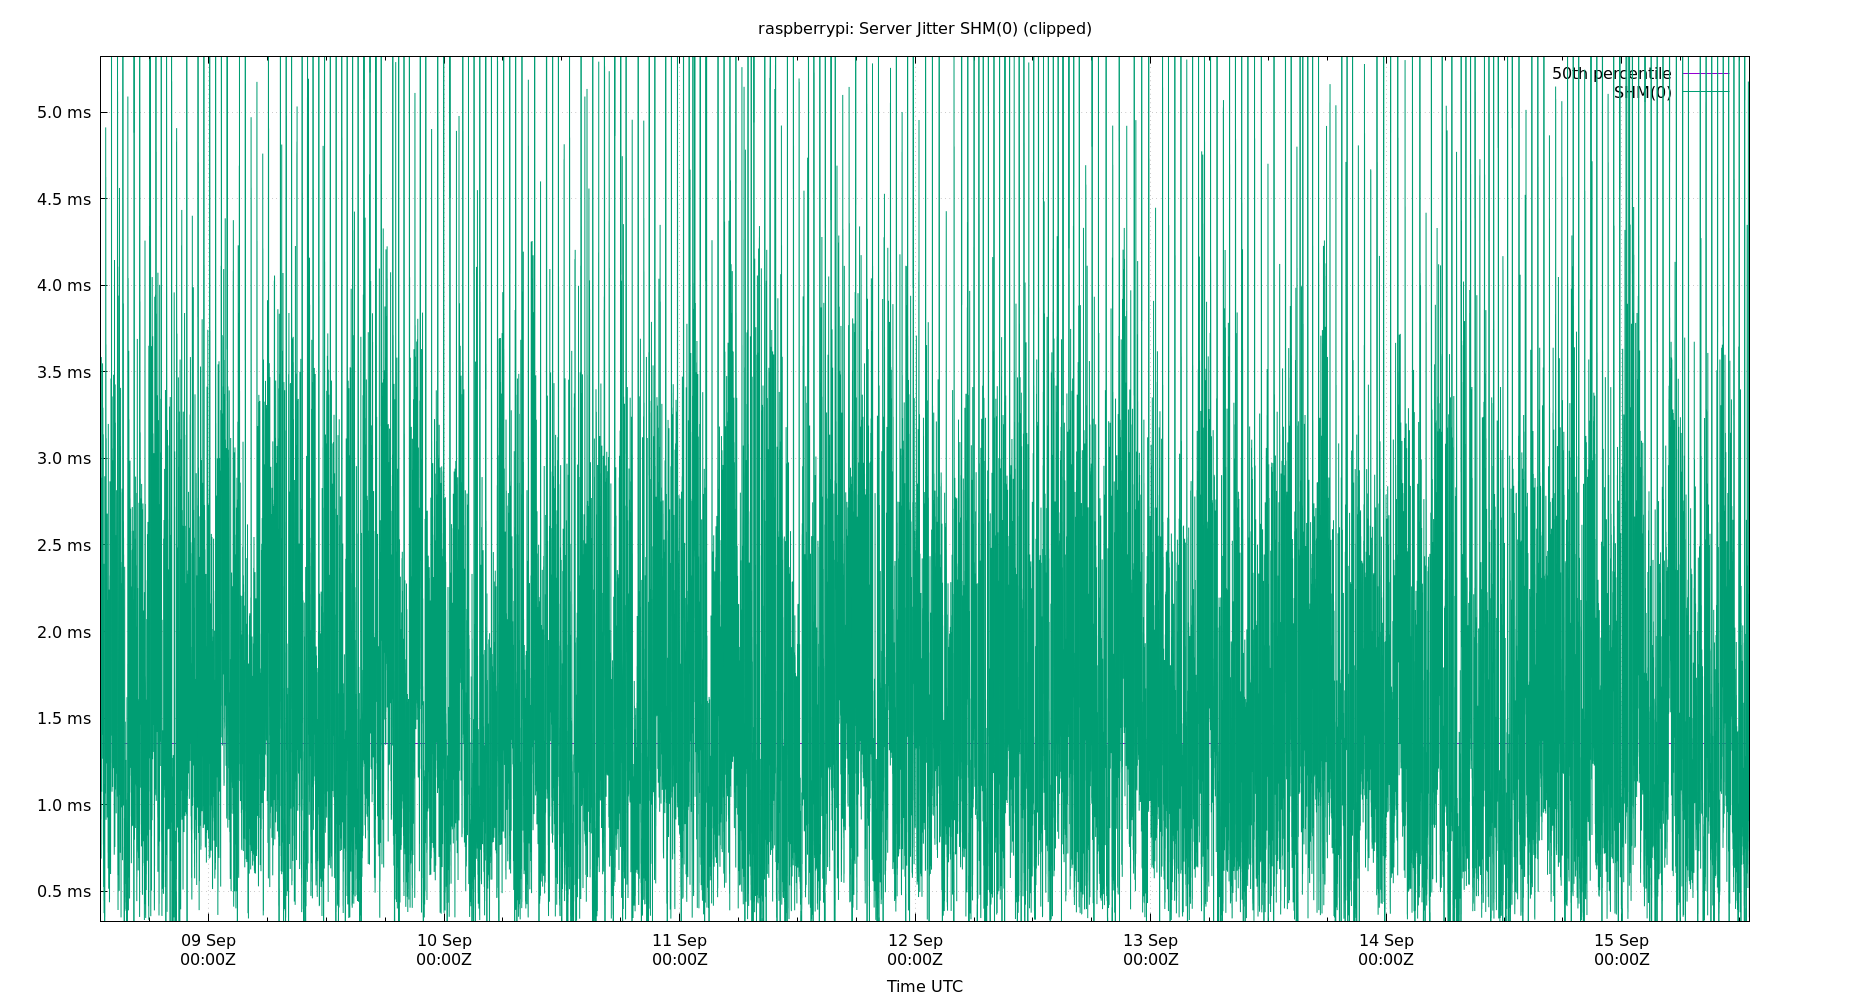 raspberrypi: Server Jitter SHM(0) (clipped)
50th percentile
SHM(0)
5.0 ms
4.5 ms
4.0 ms
3.5 ms
3.0 ms
2.5 ms
2.0 ms
1.5 ms
1.0 ms
0.5 ms
09 Sep 10 Sep 11 Sep 12 Sep 13 Sep 14 Sep 15 Sep
00:00Z 00:00Z 00:00Z 00:00Z 00:00Z 00:00Z 00:00Z
Time UTC